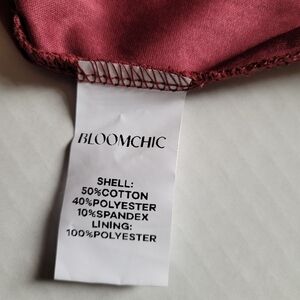 BLOOMCHIC
SHELL:
50%COTTON
40%POLYESTER
10%SPANDEX
LINING:
100%POLYESTER